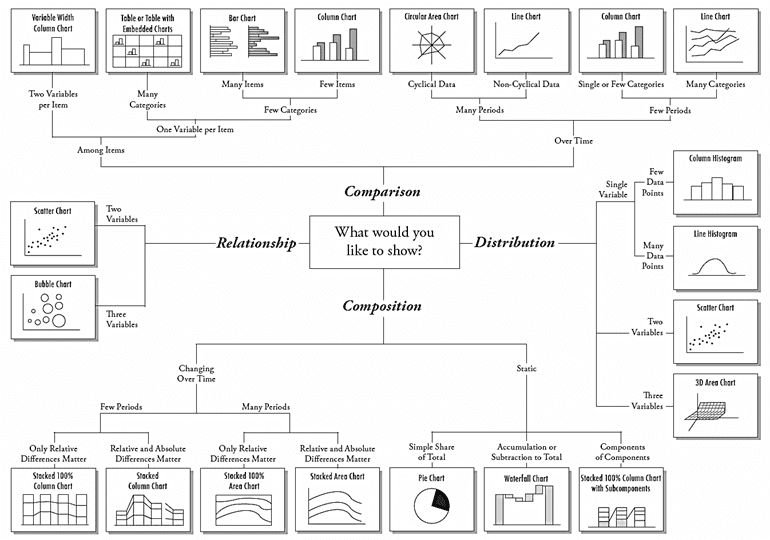 Variable Width
Column Chart
Table or Table with
Embedded Charts
Bar Chart
Column Chart
Circular Area Chart
Line Chart
Column Chart
Line Chart
Two Variables
per Item
Many
Categories
Many Items
Few Items
Cyclical Data
Non-Cyclical Data
Single or Few Categories
Many Categories
Few Categories
Many Periods
Few Periods
One Variable per Item
Among Items
Over Time
Comparison
What would you
like to show?
Relationship
Two
Variables
Scatter Chart
Bubble Chart
Three
Variables
Distribution
Single
Variable
Few
Data
Points
Column Histogram
Many
Data
Points
Line Histogram
Two
Variables
Scatter Chart
Three
Variables
3D Area Chart
Composition
Changing
Over Time
Static
Few Periods
Many Periods
Only Relative
Differences Matter
Relative and Absolute
Differences Matter
Only Relative
Differences Matter
Relative and Absolute
Differences Matter
Simple Share
of Total
Accumulation or
Subtraction to Total
Components
of Components
Stacked 100%
Column Chart
Stacked
Column Chart
Stacked 100%
Area Chart
Stacked Area Chart
Pie Chart
Waterfall Chart
Stacked 100% Column Chart
with Subcomponents